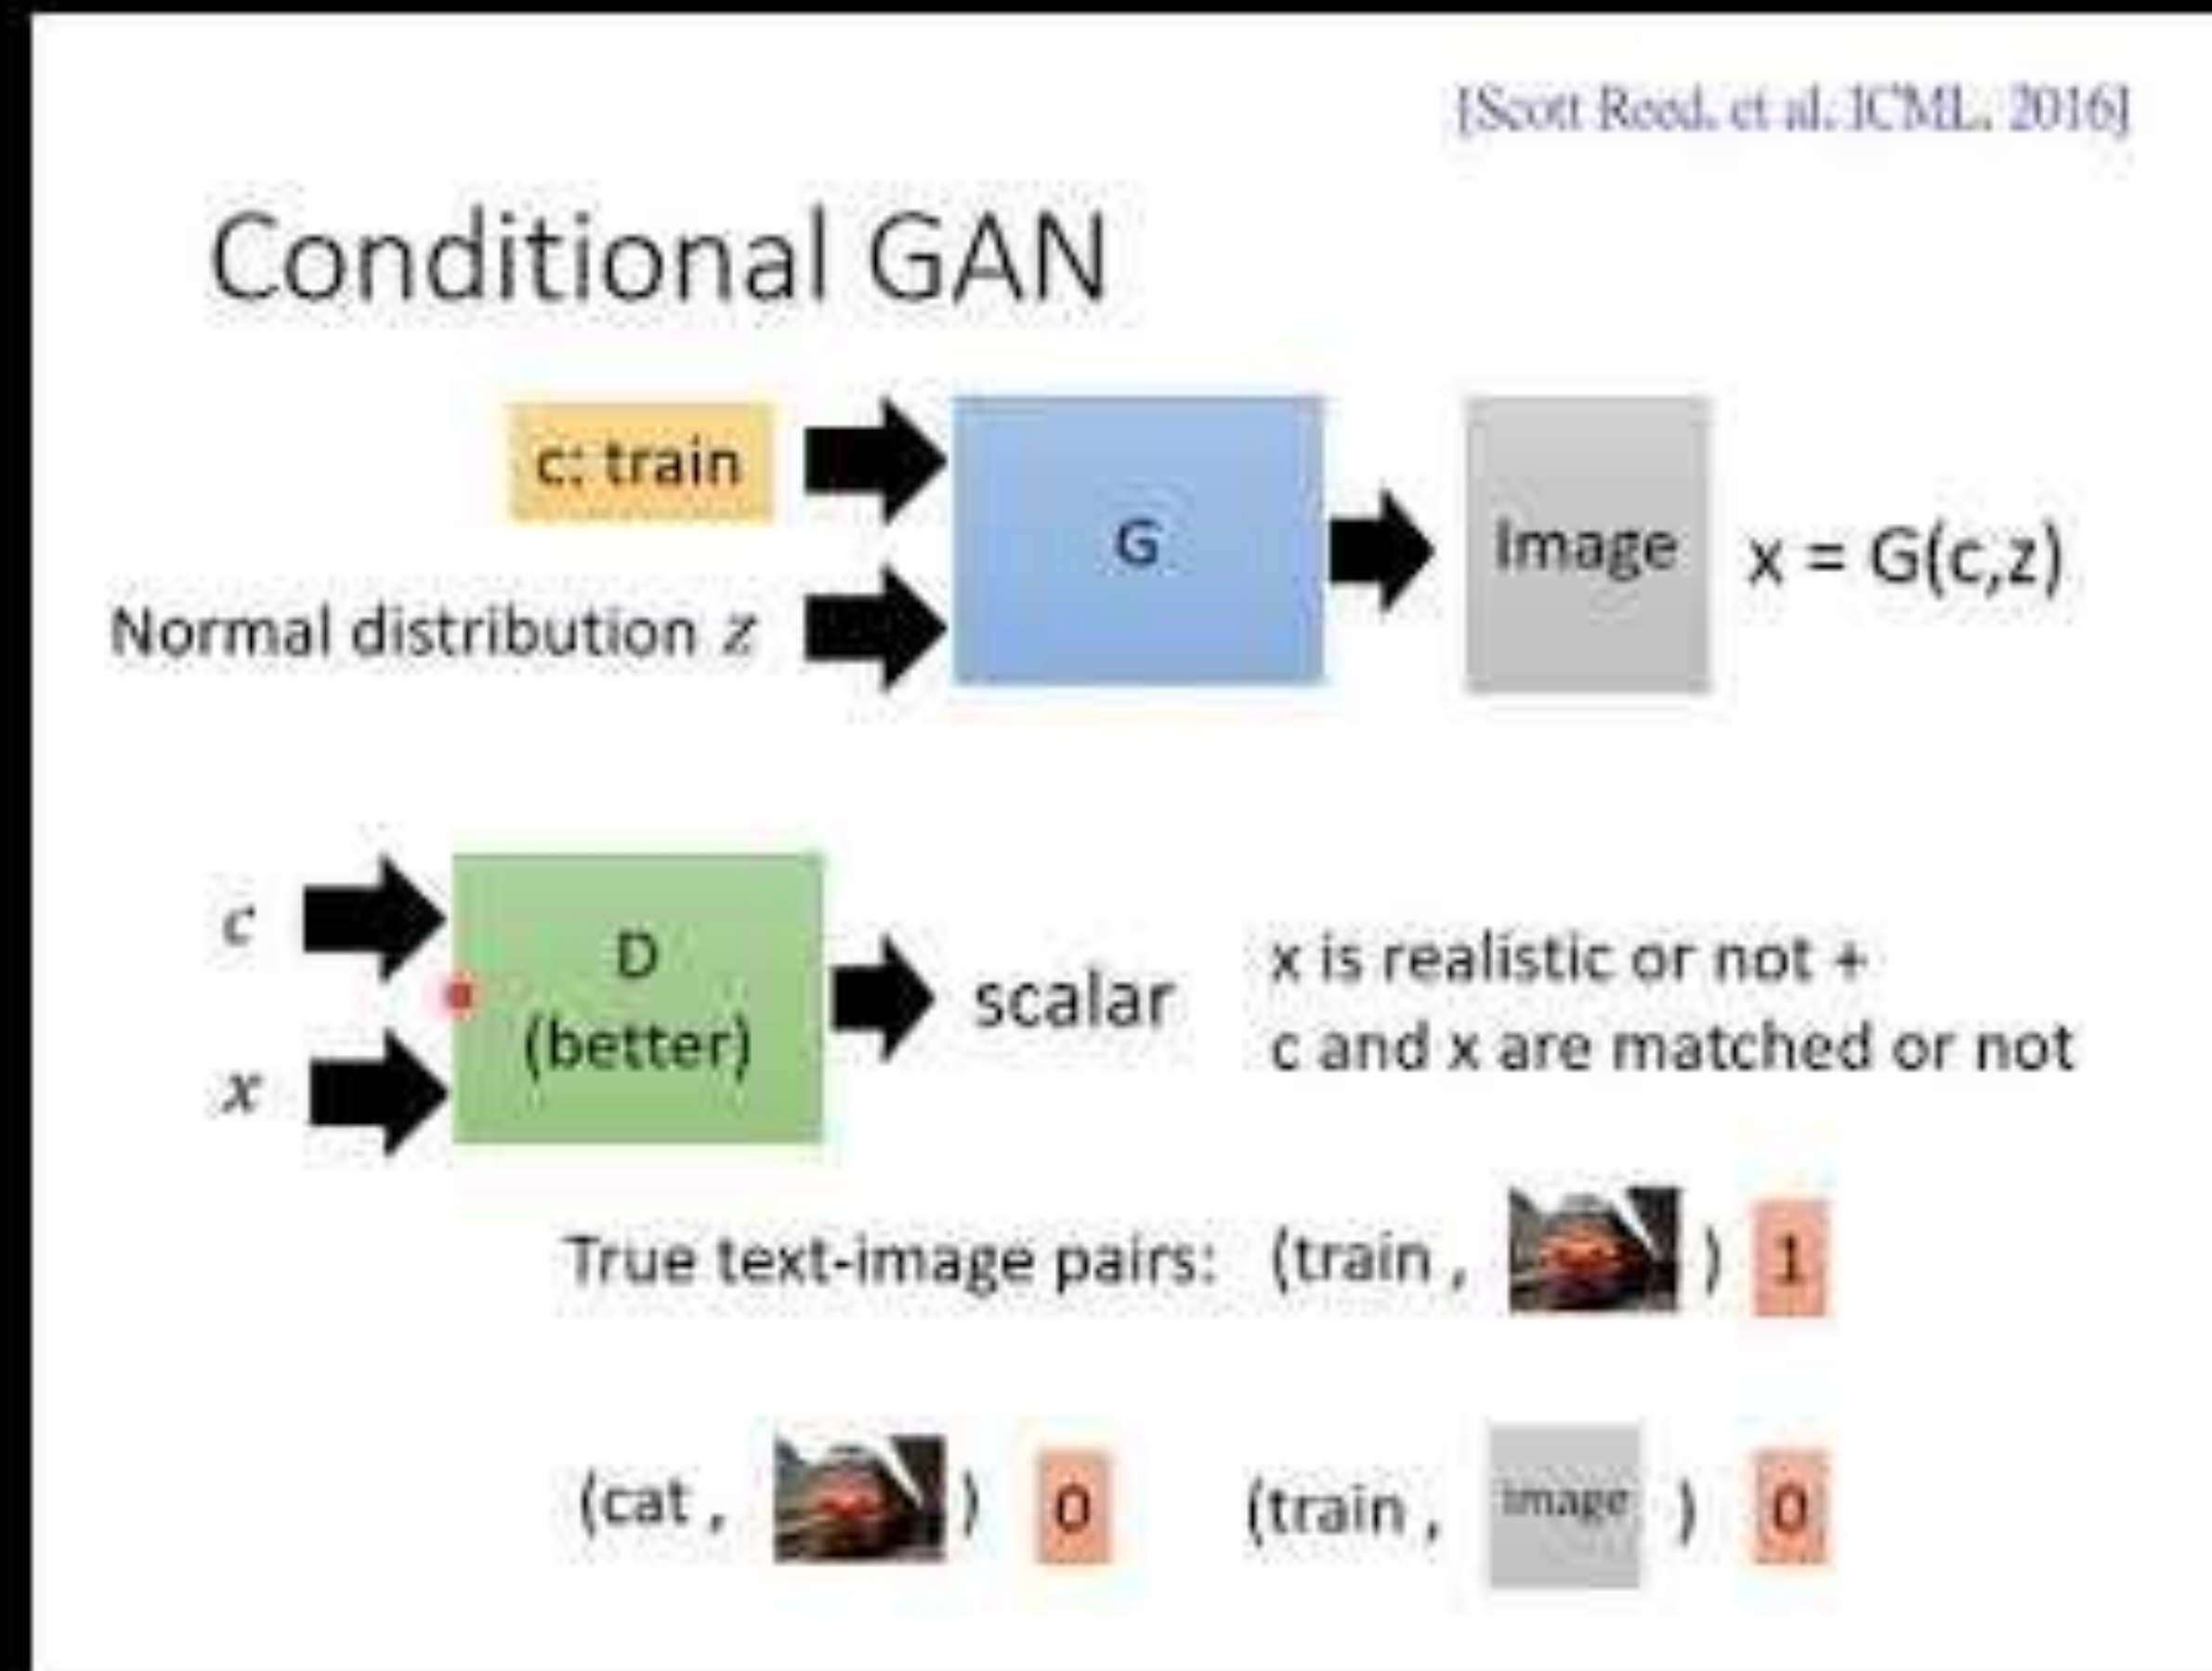 [Scott Reed, et al, ICML, 2016]
Conditional GAN
c: train
G
Image
x = G(c,z)
Normal distribution z
c
x
D
(better)
scalar
x is realistic or not +
c and x are matched or not
True text-image pairs: (train , ) 1
(cat , ) 0
(train , Image ) 0